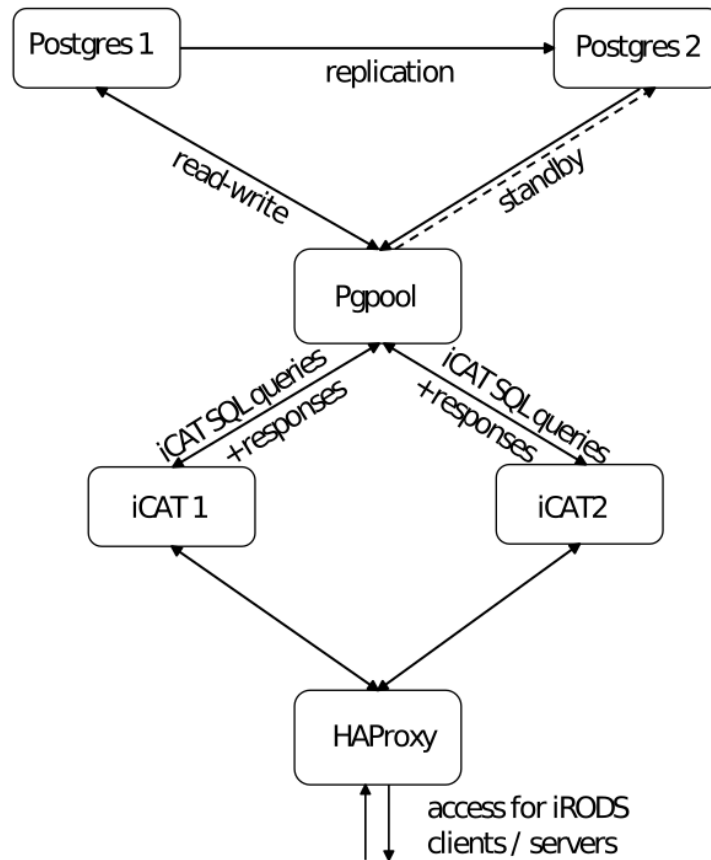 Postgres 1
Postgres 2
replication
read-write
standby
Pgpool
iCAT SQL queries
+responses
iCAT SQL queries
+responses
iCAT 1
iCAT2
HAProxy
access for iRODS
clients / servers